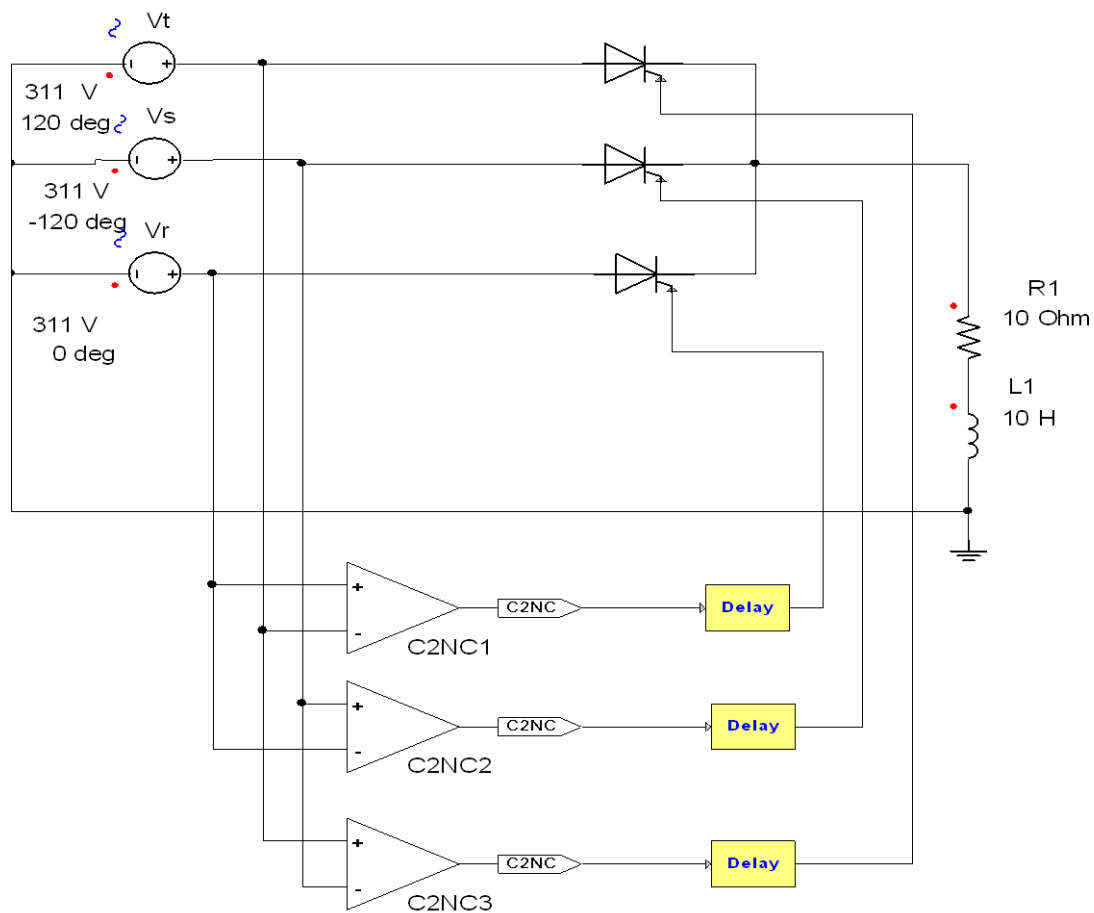 Vt
- +
311 V
120 deg
Vs
- +
311 V
-120 deg
Vr
- +
311 V
0 deg
R1
10 Ohm
L1
10 H
+
-
C2NC
Delay
C2NC1
+
-
C2NC
Delay
C2NC2
+
-
C2NC
Delay
C2NC3